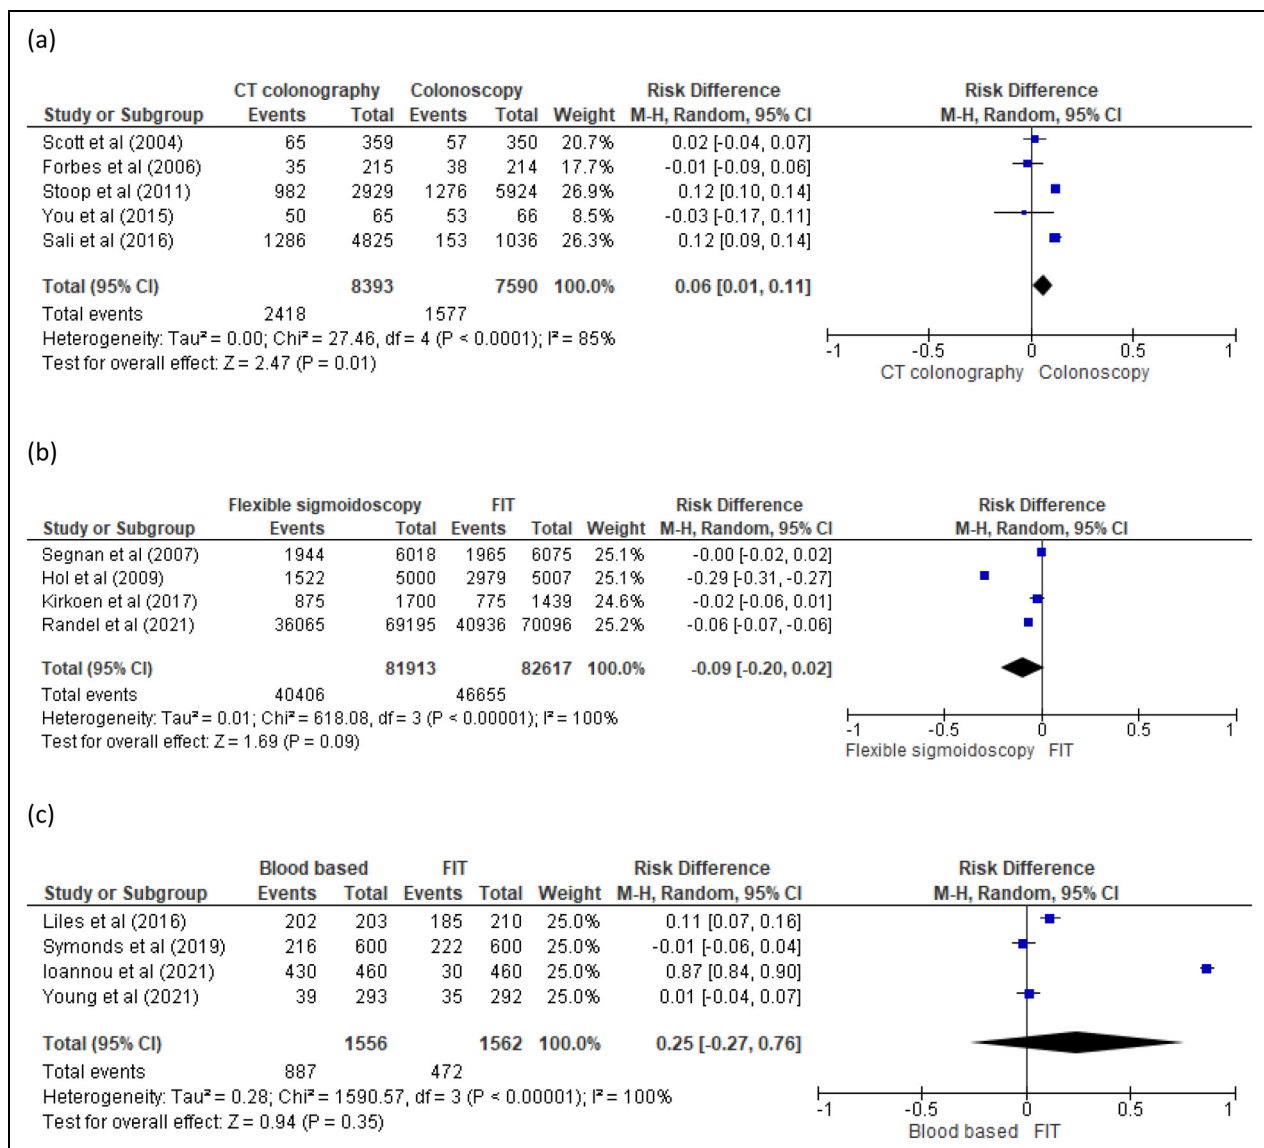 (a)
CT colonography Colonoscopy Risk Difference Risk Difference
Study or Subgroup Events Total Events Total Weight M-H, Random, 95% CI M-H, Random, 95% CI
Scott et al (2004) 65 359 57 350 20.7% 0.02 [-0.04, 0.07]
Forbes et al (2006) 35 215 38 214 17.7% -0.01 [-0.09, 0.06]
Stoop et al (2011) 982 2929 1276 5924 26.9% 0.12 [0.10, 0.14]
You et al (2015) 50 65 53 66 8.5% -0.03 [-0.17, 0.11]
Sali et al (2016) 1286 4825 153 1036 26.3% 0.12 [0.09, 0.14]
Total (95% CI) 8393 7590 100.0% 0.06 [0.01, 0.11]
Total events 2418 1577
Heterogeneity: Tau² = 0.00; Chi² = 27.46, df = 4 (P < 0.0001); I² = 85%
Test for overall effect: Z = 2.47 (P = 0.01)
-1 -0.5 0 0.5 1
CT colonography Colonoscopy
(b)
Flexible sigmoidoscopy FIT Risk Difference Risk Difference
Study or Subgroup Events Total Events Total Weight M-H, Random, 95% CI M-H, Random, 95% CI
Segnan et al (2007) 1944 6018 1965 6075 25.1% -0.00 [-0.02, 0.02]
Hol et al (2009) 1522 5000 2979 5007 25.1% -0.29 [-0.31, -0.27]
Kirkoen et al (2017) 875 1700 775 1439 24.6% -0.02 [-0.06, 0.01]
Randel et al (2021) 36065 69195 40936 70096 25.2% -0.06 [-0.07, -0.06]
Total (95% CI) 81913 82617 100.0% -0.09 [-0.20, 0.02]
Total events 40406 46655
Heterogeneity: Tau² = 0.01; Chi² = 618.08, df = 3 (P < 0.00001); I² = 100%
Test for overall effect: Z = 1.69 (P = 0.09)
-1 -0.5 0 0.5 1
Flexible sigmoidoscopy FIT
(c)
Blood based FIT Risk Difference Risk Difference
Study or Subgroup Events Total Events Total Weight M-H, Random, 95% CI M-H, Random, 95% CI
Liles et al (2016) 202 203 185 210 25.0% 0.11 [0.07, 0.16]
Symonds et al (2019) 216 600 222 600 25.0% -0.01 [-0.06, 0.04]
Ioannou et al (2021) 430 460 30 460 25.0% 0.87 [0.84, 0.90]
Young et al (2021) 39 293 35 292 25.0% 0.01 [-0.04, 0.07]
Total (95% CI) 1556 1562 100.0% 0.25 [-0.27, 0.76]
Total events 887 472
Heterogeneity: Tau² = 0.28; Chi² = 1590.57, df = 3 (P < 0.00001); I² = 100%
Test for overall effect: Z = 0.94 (P = 0.35)
-1 -0.5 0 0.5 1
Blood based FIT